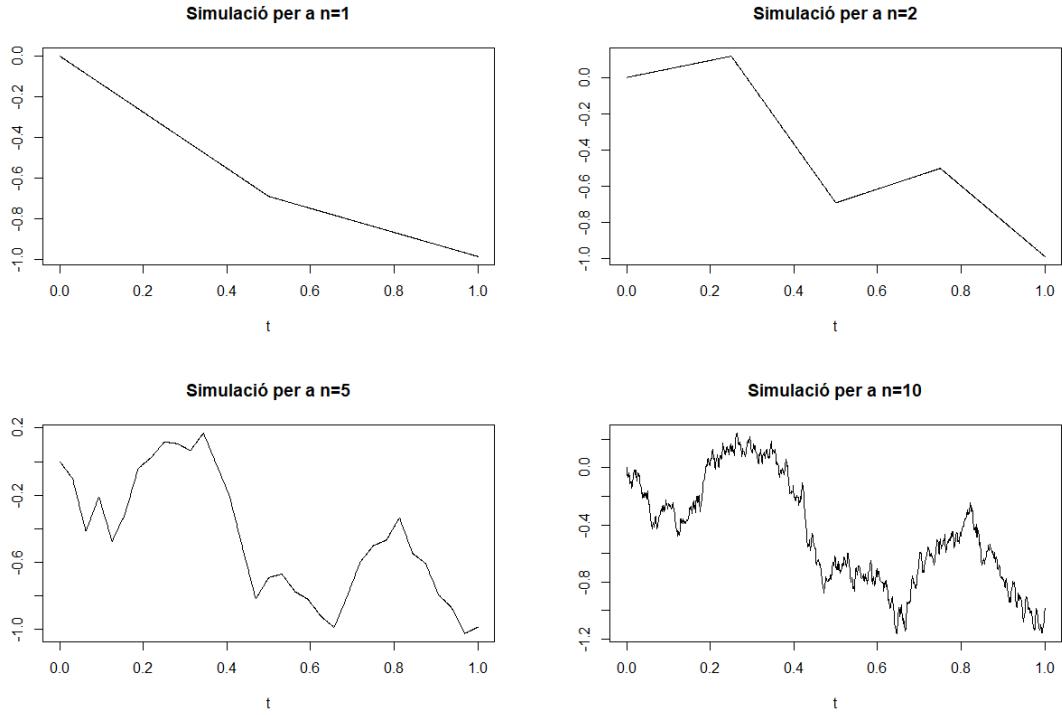 Simulació per a n=1
0.0
-0.2
-0.4
-0.6
-0.8
-1.0
0.0 0.2 0.4 0.6 0.8 1.0
t
Simulació per a n=2
0.0
-0.2
-0.4
-0.6
-0.8
-1.0
0.0 0.2 0.4 0.6 0.8 1.0
t
Simulació per a n=5
0.2
-0.2
-0.6
-1.0
0.0 0.2 0.4 0.6 0.8 1.0
t
Simulació per a n=10
0.0
-0.4
-0.8
-1.2
0.0 0.2 0.4 0.6 0.8 1.0
t